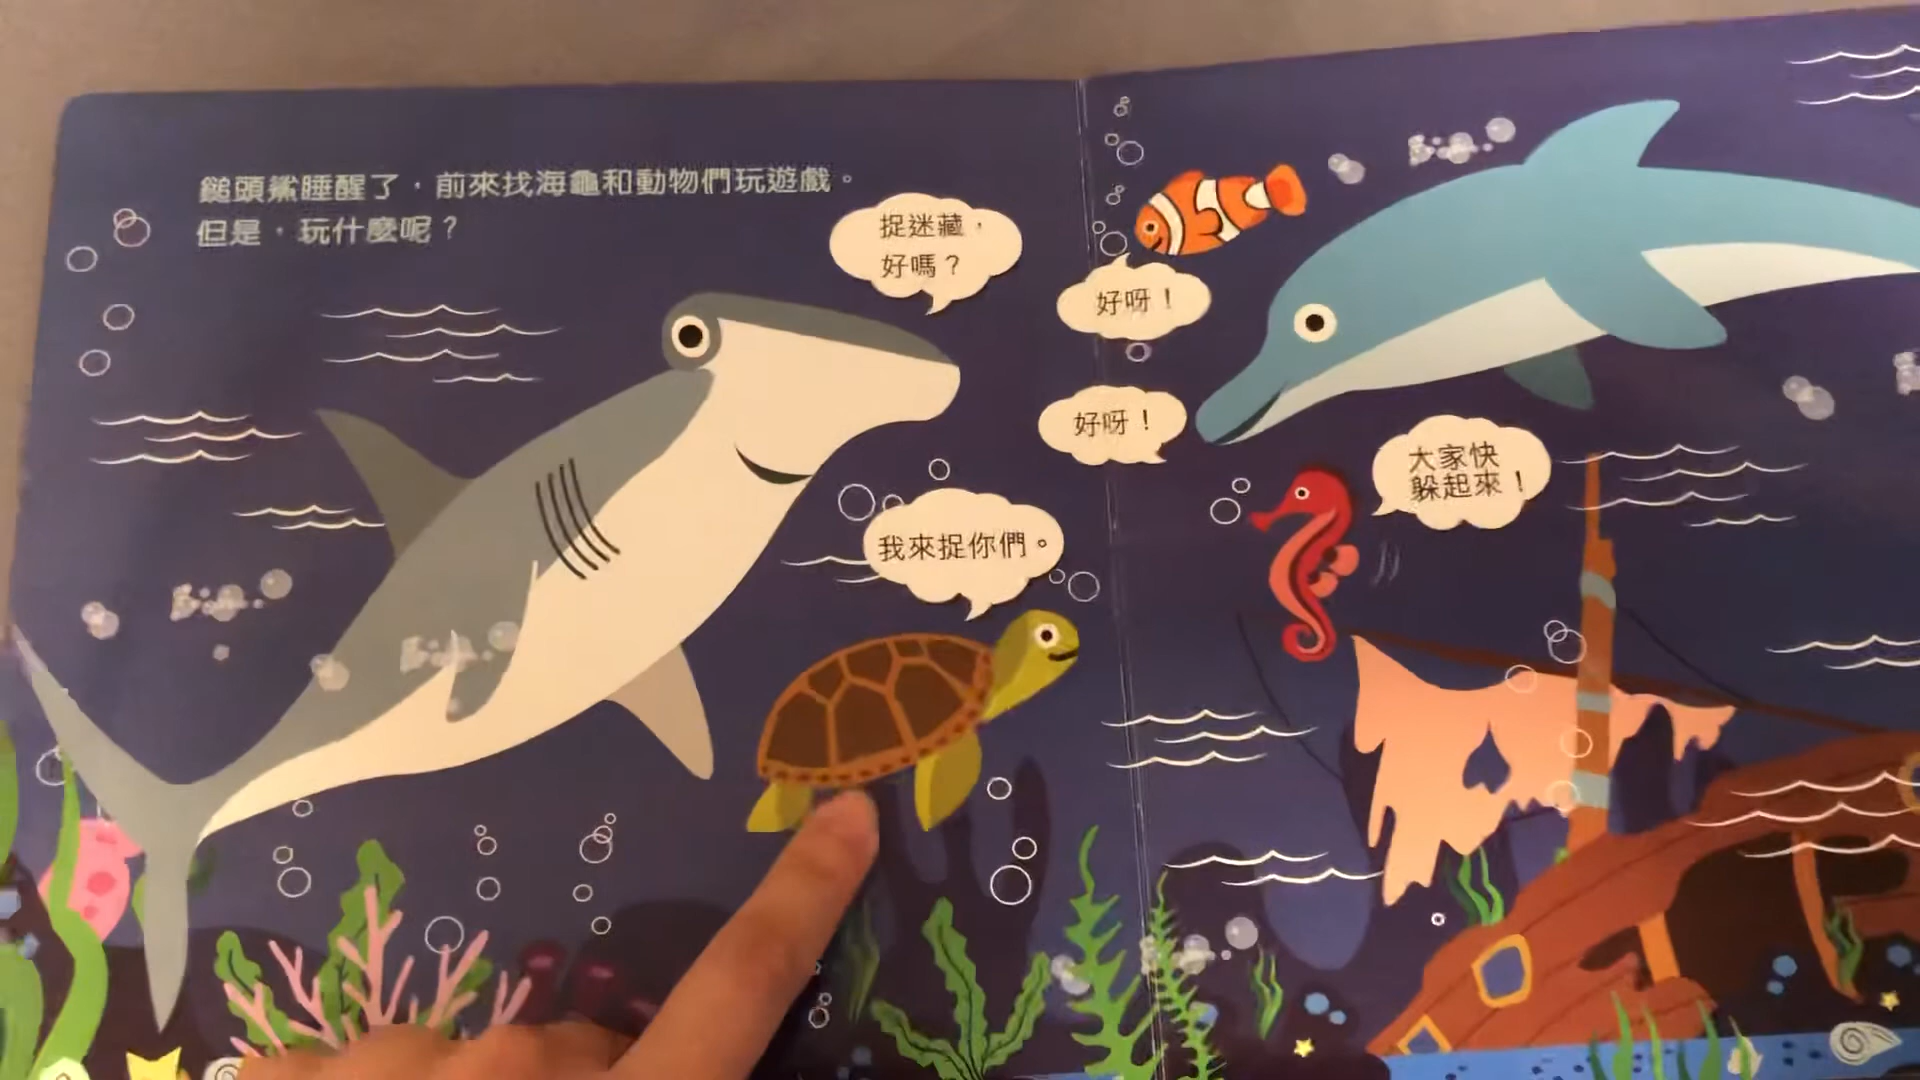 鎚頭鯊睡醒了，前來找海龜和動物們玩遊戲。
但是，玩什麼呢？
捉迷藏，
好嗎？
好呀！
好呀！
大家快
躲起來！
我來捉你們。